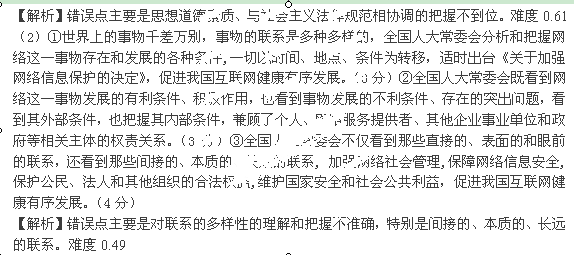 【解析】错误点主要是思想道德素质、与社会主义法律规范相协调的把握不到位。难度 0.61
（2）①世界上的事物千差万别，事物的联系是多种多样的，全国人大常委会分析和把握网
络这一事物存在和发展的各种条件,一切以时间、地点、条件为转移，适时出台《关于加强
网络信息保护的决定》，促进我国互联网健康有序发展。（3 分）②全国人大常委会既看到网
络这一事物发展的有利条件、积极作用，也看到事物发展的不利条件、存在的突出问题，看
到其外部条件，也把握其内部条件，兼顾了个人、网络服务提供者、其他企业事业单位和政
府等相关主体的权责关系。（3 分）③全国人 会不仅看到那些直接的、表面的和眼前
的联系，还看到那些间接的、本质的 联系，加强网络社会管理,保障网络信息安全,
保护公民、法人和其他组织的合法权益,维护国家安全和社会公共利益，促进我国互联网健
康有序发展。（4 分）
【解析】错误点主要是对联系的多样性的理解和把握不准确，特别是间接的、本质的、长远
的联系。难度 0.49